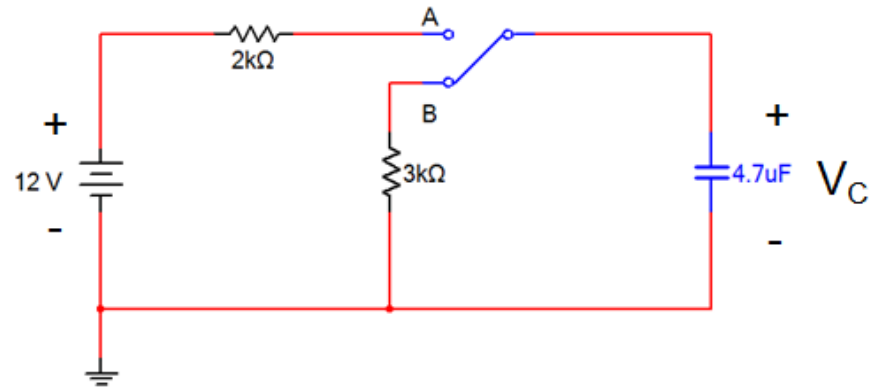 A
2kΩ
B
+
+
12 V
3kΩ
4.7uF
VC
-
-